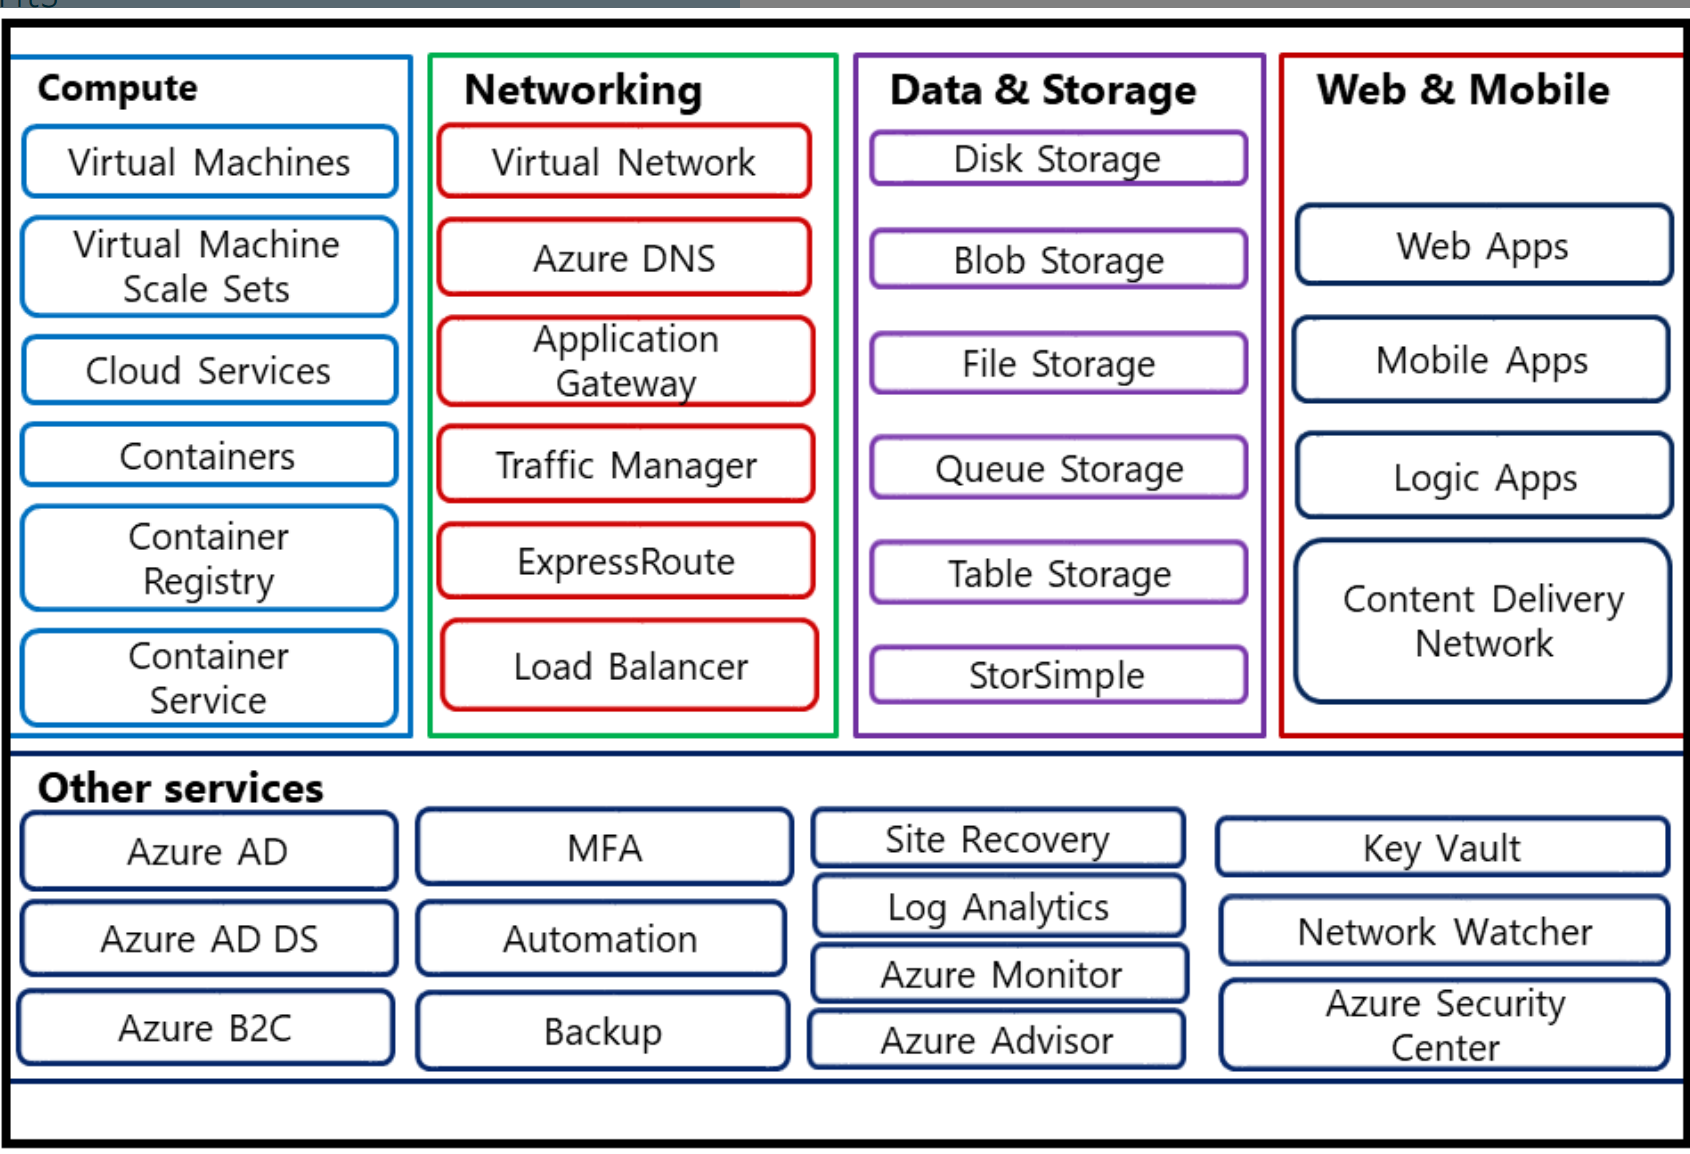 Compute
Virtual Machines
Virtual Machine
Scale Sets
Cloud Services
Containers
Container
Registry
Container
Service
Networking
Virtual Network
Azure DNS
Application
Gateway
Traffic Manager
ExpressRoute
Load Balancer
Data & Storage
Disk Storage
Blob Storage
File Storage
Queue Storage
Table Storage
StorSimple
Web & Mobile
Web Apps
Mobile Apps
Logic Apps
Content Delivery
Network
Other services
Azure AD
Azure AD DS
Azure B2C
MFA
Automation
Backup
Site Recovery
Log Analytics
Azure Monitor
Azure Advisor
Key Vault
Network Watcher
Azure Security
Center